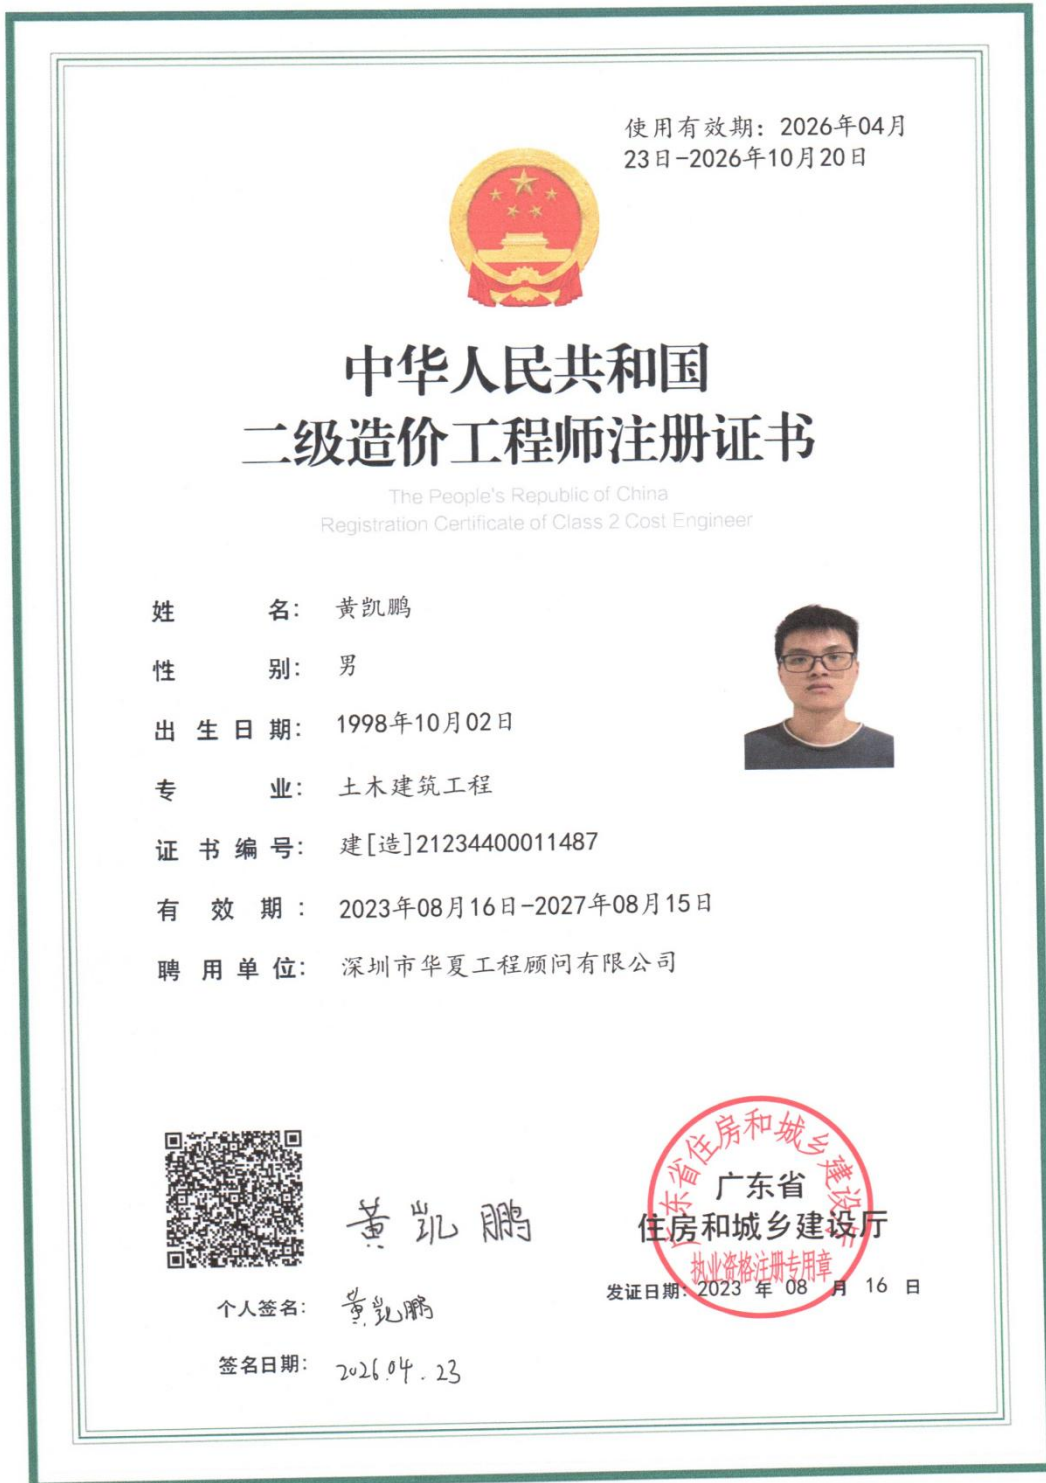 使用有效期：2026年04月
23日-2026年10月20日
中华人民共和国
二级造价工程师注册证书
The People's Republic of China
Registration Certificate of Class 2 Cost Engineer
姓名：黄凯鹏
性别：男
出生日期：1998年10月02日
专业：土木建筑工程
证书编号：建[造]21234400011487
有效期：2023年08月16日-2027年08月15日
聘用单位：深圳市华夏工程顾问有限公司
黄凯鹏
个人签名：黄凯鹏
签名日期：2026.04.23
广东省住房和城乡建设厅
广东省
住房和城乡建设厅
执业资格注册专用章
发证日期：2023年08月16日